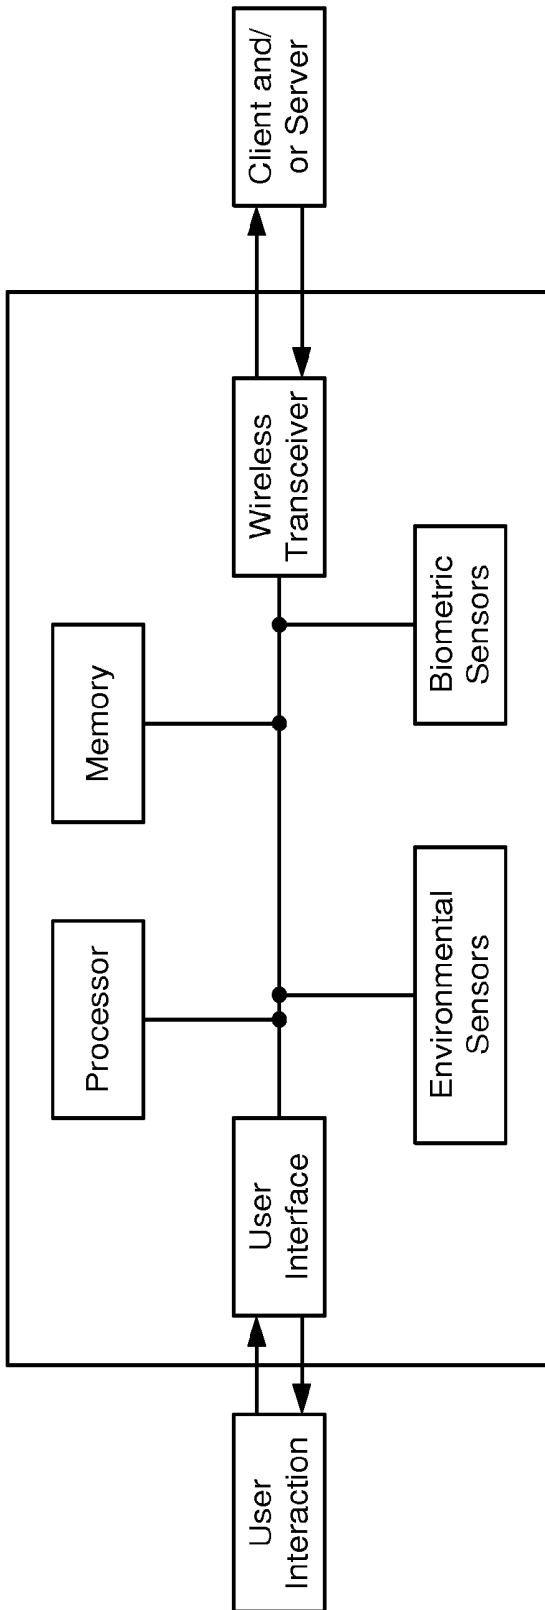 User
Interaction
User
Interface
Processor
Memory
Wireless
Transceiver
Client and/
or Server
Environmental
Sensors
Biometric
Sensors